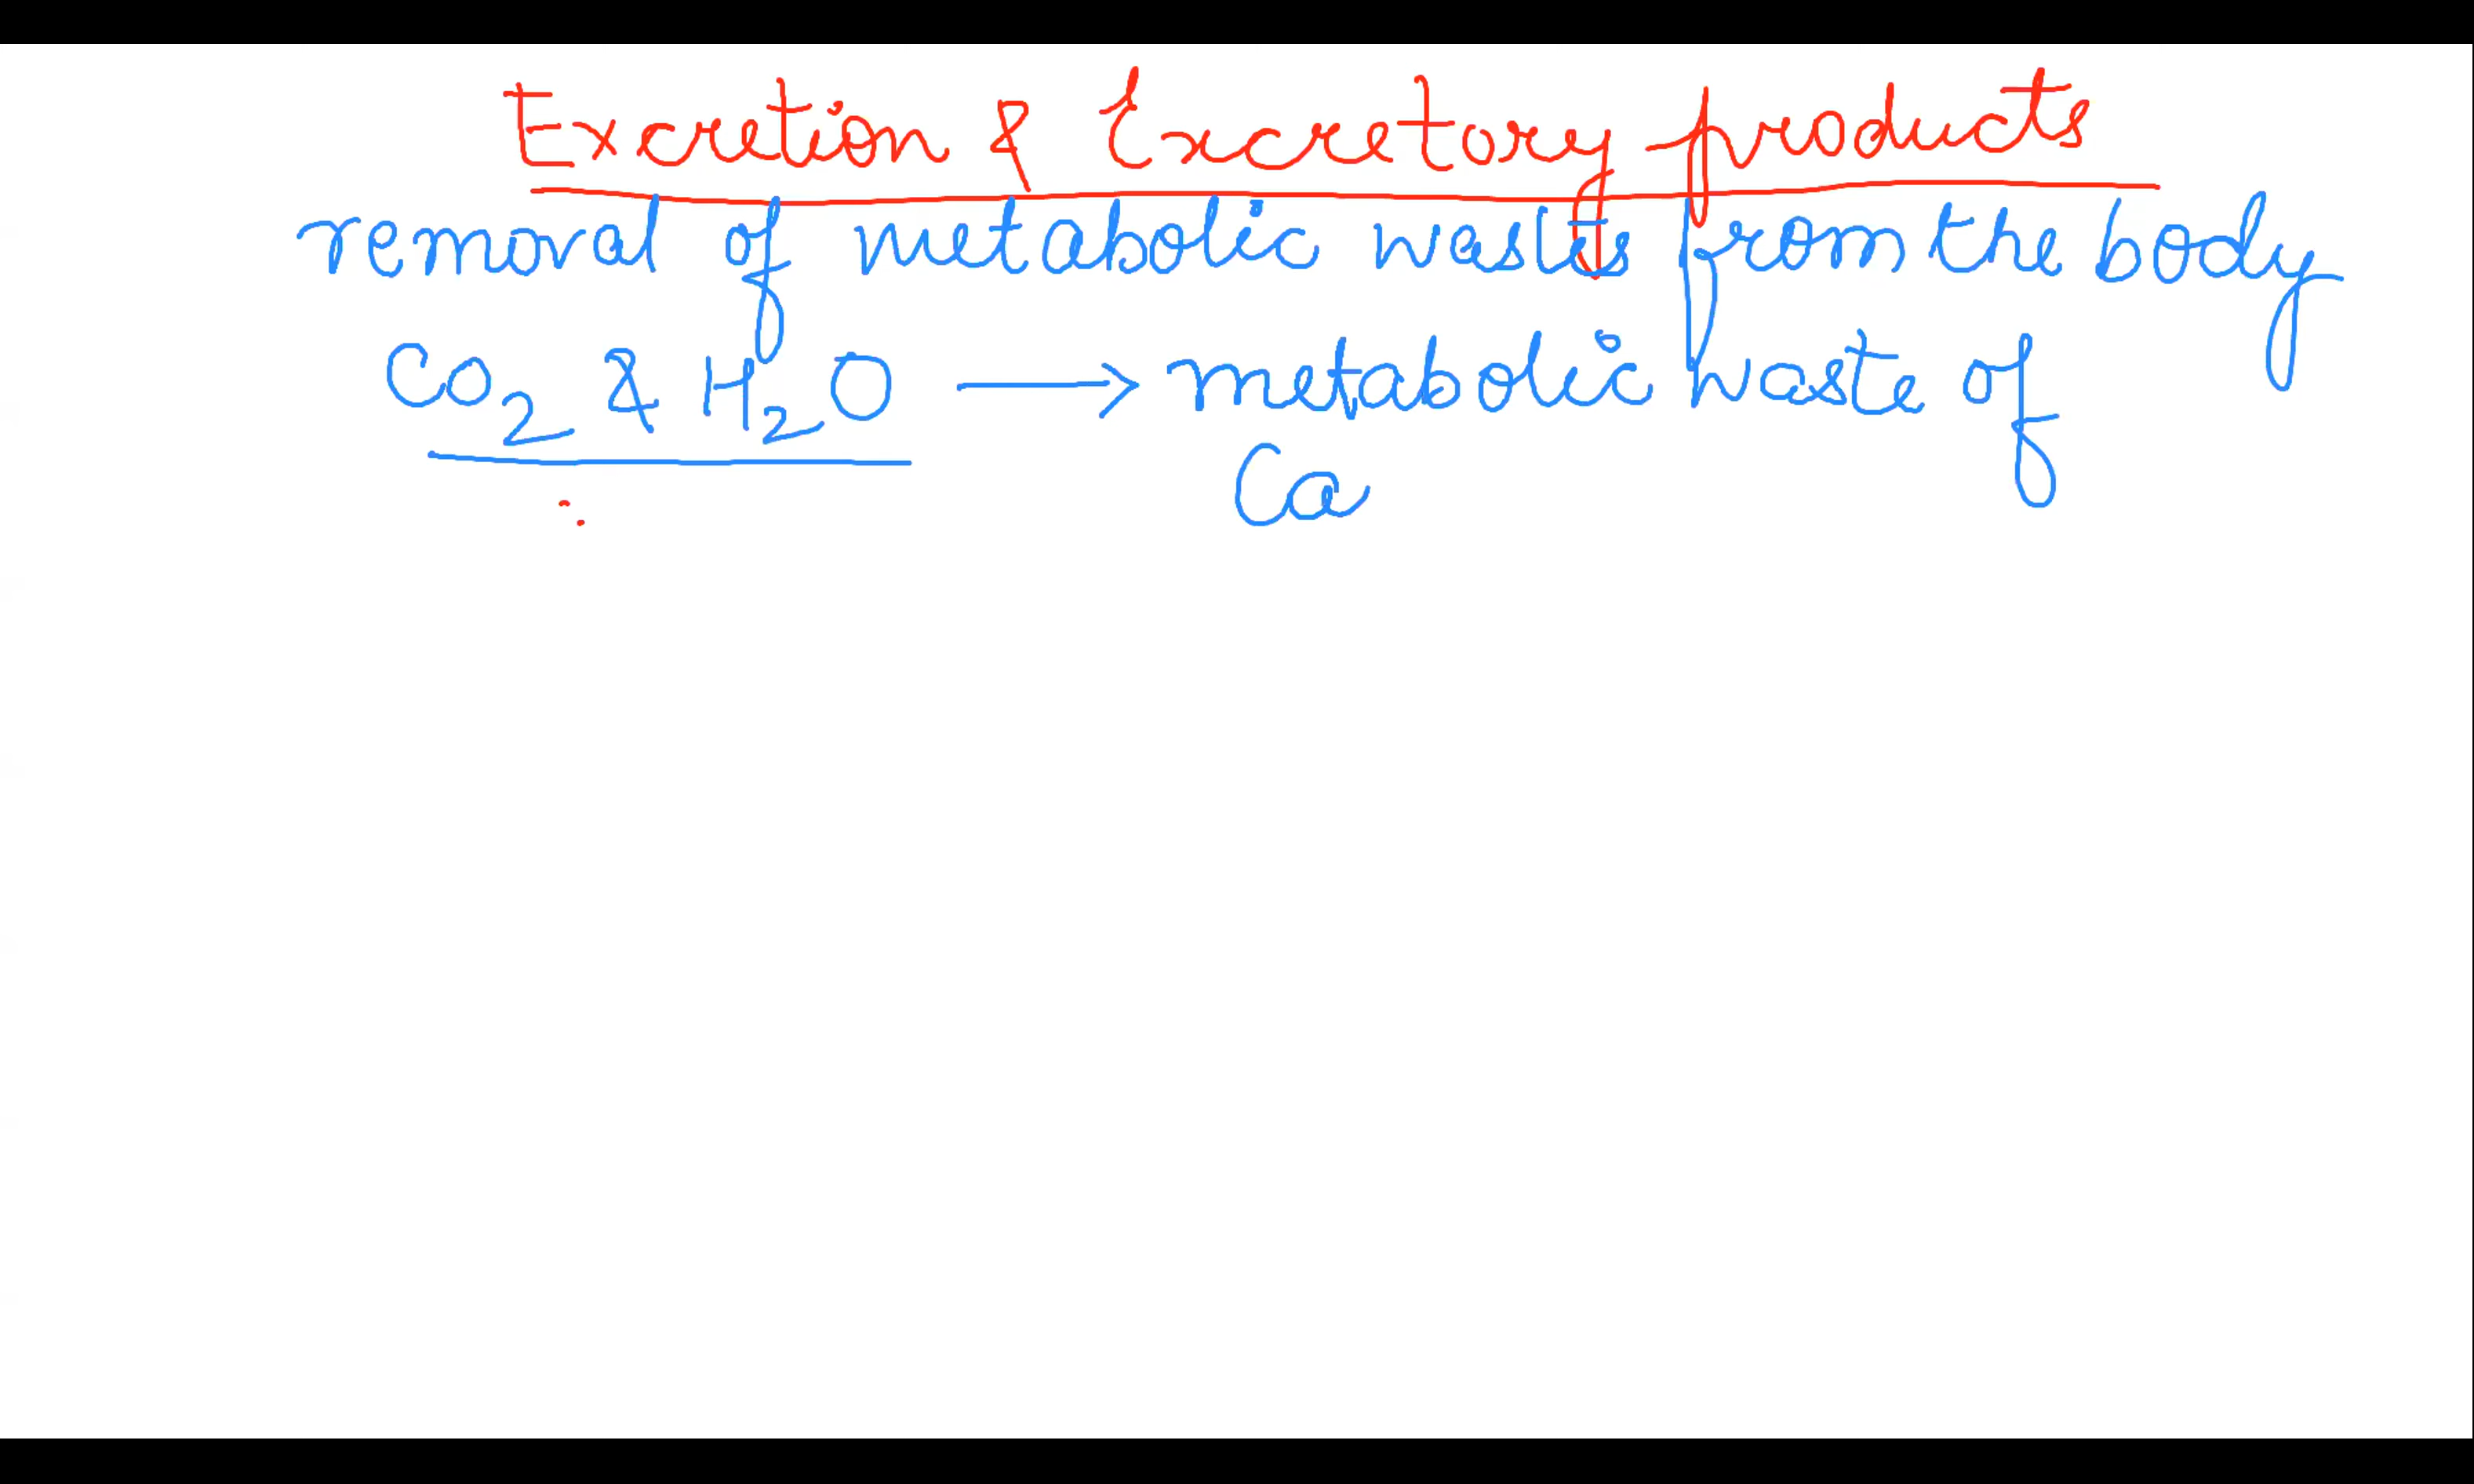 Excretion & Excretory products
removal of metabolic wastes from the body
CO2 & H2O → metabolic waste of
Ca